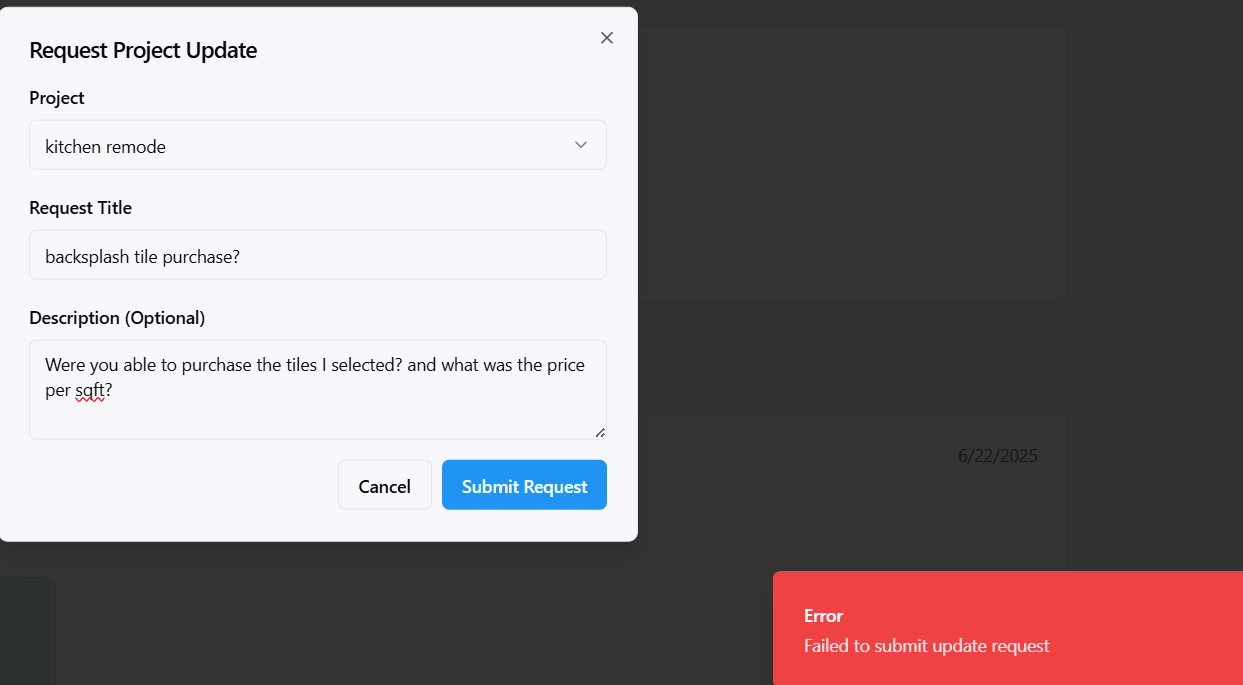 Request Project Update
Project
kitchen remode
Request Title
backsplash tile purchase?
Description (Optional)
Were you able to purchase the tiles I selected? and what was the price
per sqft?
Cancel
Submit Request
6/22/2025
Error
Failed to submit update request